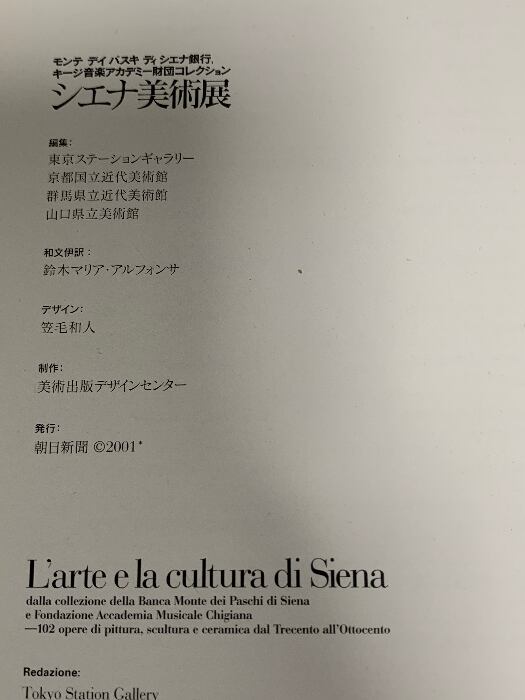 モンテ デイ パスキ ディ シエナ銀行,
キージ音楽アカデミー財団コレクション
シエナ美術展
編集:
東京ステーションギャラリー
京都国立近代美術館
群馬県立近代美術館
山口県立美術館
和文伊訳:
鈴木マリア・アルフォンサ
デザイン:
笠毛和人
制作:
美術出版デザインセンター
発行:
朝日新聞 ©2001*
L'arte e la cultura di Siena
dalla collezione della Banca Monte dei Paschi di Siena
e Fondazione Accademia Musicale Chigiana
—102 opere di pittura, scultura e ceramica dal Trecento all'Ottocento
Redazione:
Tokyo Station Gallery